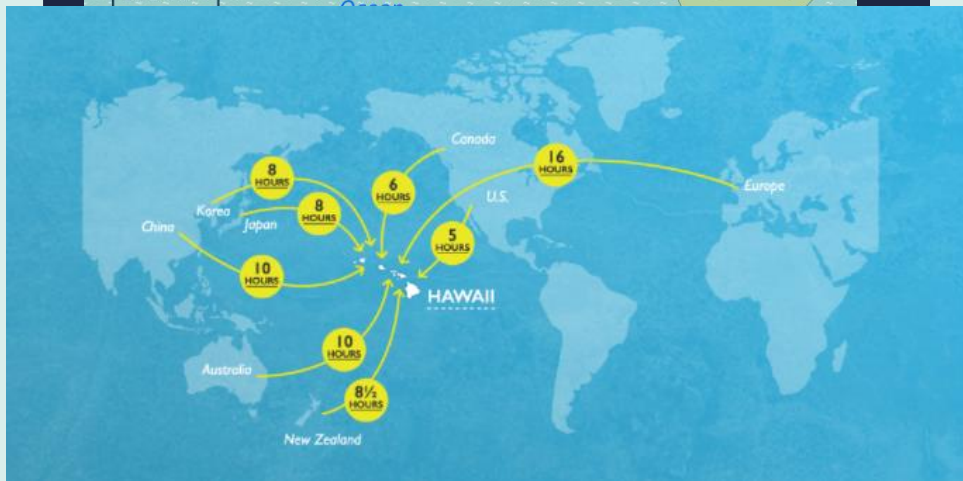 Ocean
Canada
16
HOURS
8
HOURS
6
HOURS
Europe
U.S.
Korea
8
HOURS
Japan
China
5
HOURS
10
HOURS
HAWAII
10
HOURS
Australia
8½
HOURS
New Zealand